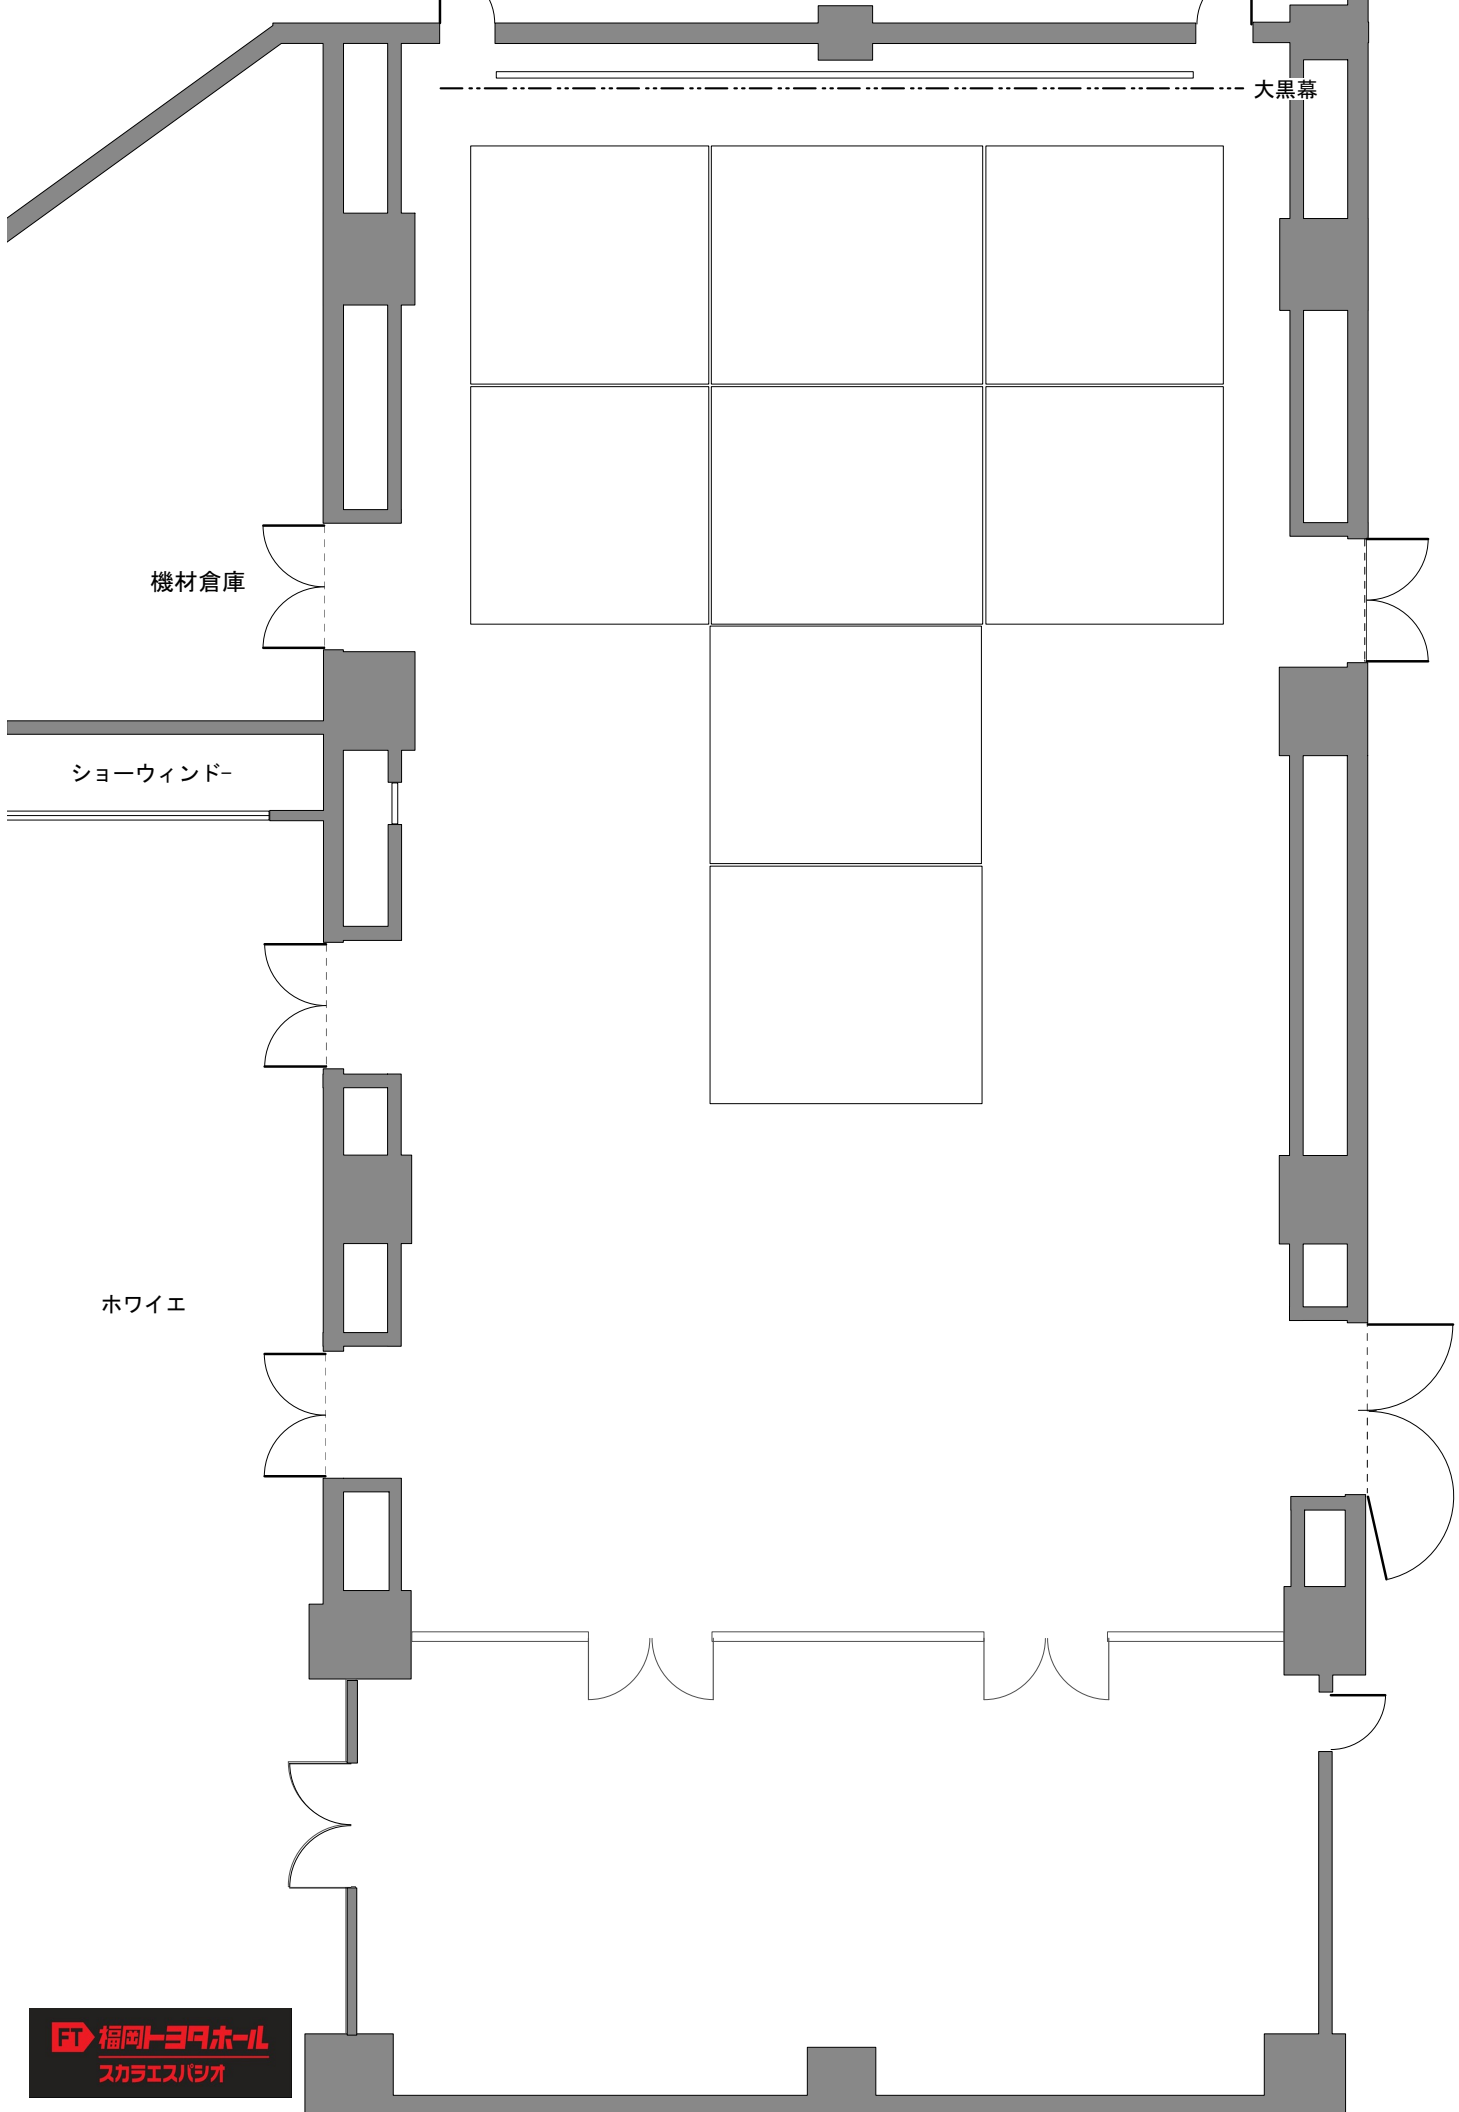 大黒幕
機材倉庫
ショーウィンドー
ホワイエ
FT 福岡トヨタホール
スカラエスパシオ